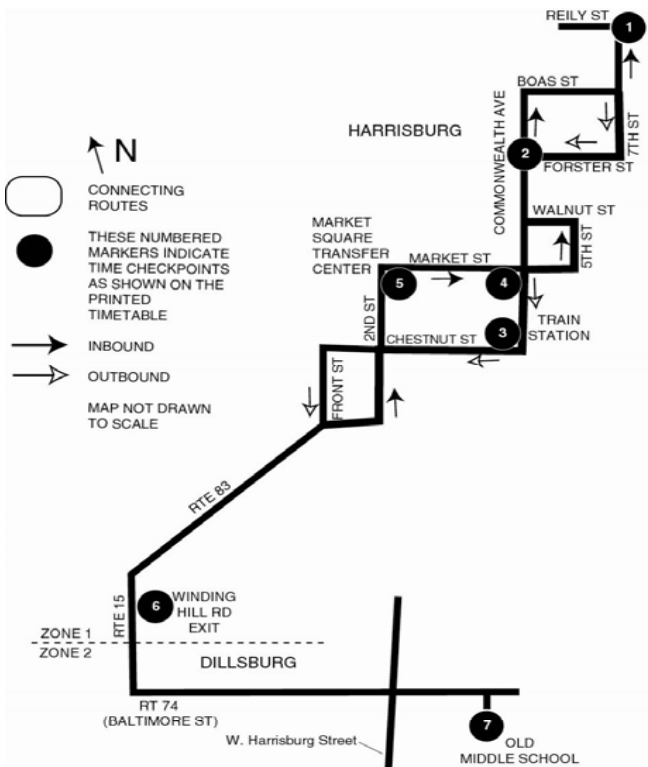 REILY ST
1
BOAS ST
COMMONWEALTH AVE
HARRISBURG
7TH ST
2
FORSTER ST
N
CONNECTING
ROUTES
THESE NUMBERED
MARKERS INDICATE
TIME CHECKPOINTS
AS SHOWN ON THE
PRINTED
TIMETABLE
INBOUND
OUTBOUND
MAP NOT DRAWN
TO SCALE
WALNUT ST
5TH ST
MARKET
SQUARE
TRANSFER
CENTER
MARKET ST
5
4
2ND ST
3
TRAIN
STATION
CHESTNUT ST
FRONT ST
RTE 83
RTE 15
6
WINDING
HILL RD
EXIT
ZONE 1
ZONE 2
DILLSBURG
RT 74
(BALTIMORE ST)
W. Harrisburg Street
7
OLD
MIDDLE SCHOOL